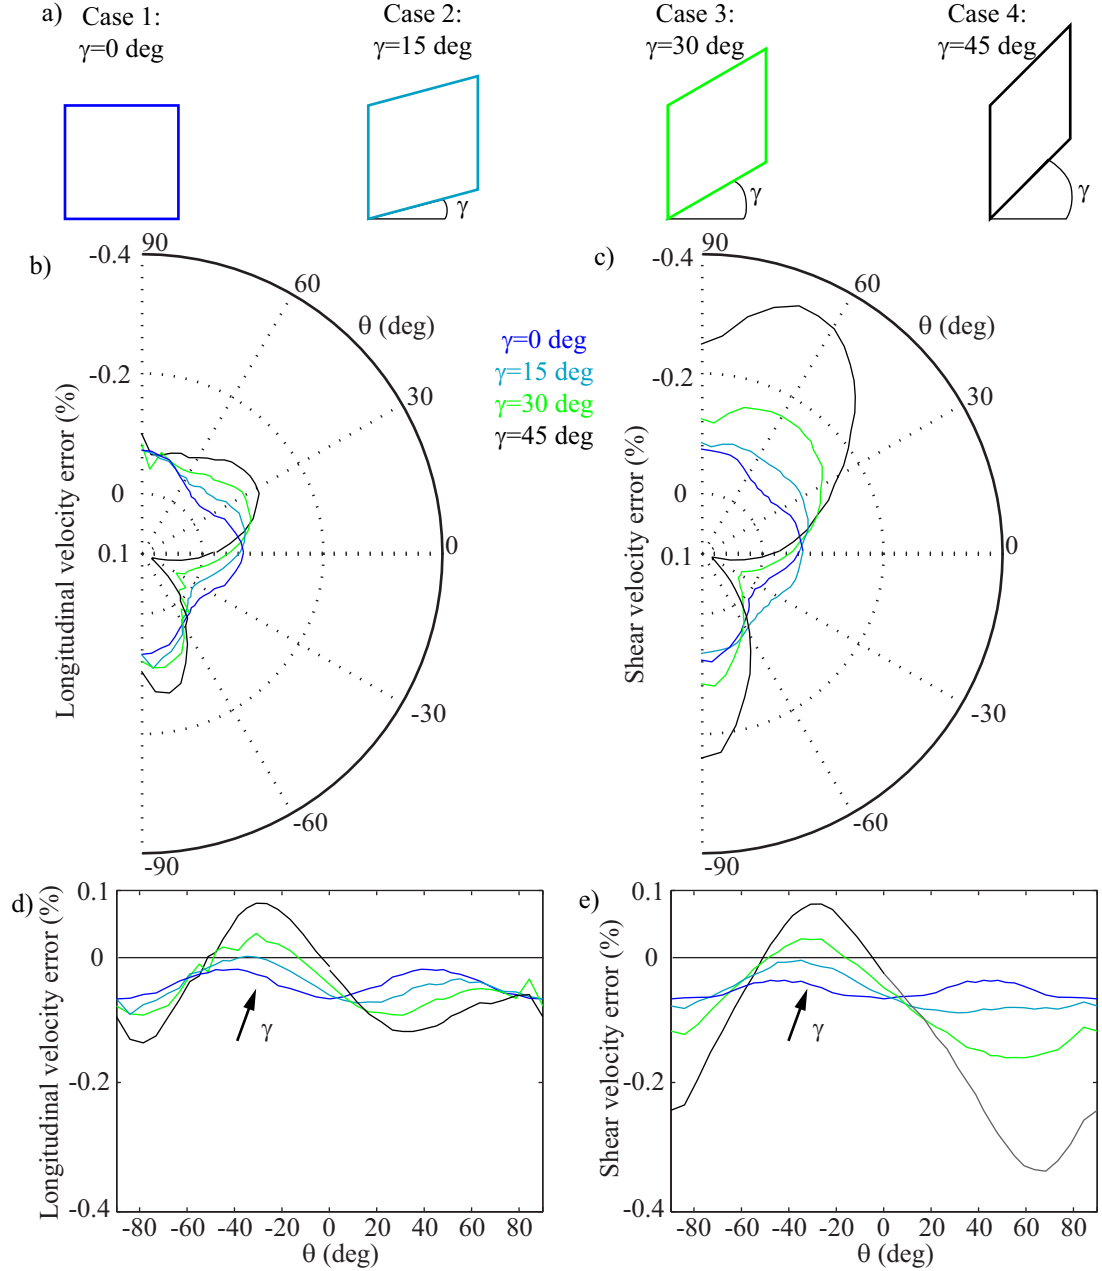 a)
Case 1:
γ=0 deg
Case 2:
γ=15 deg
Case 3:
γ=30 deg
Case 4:
γ=45 deg
γ
γ
γ
b)
Longitudinal velocity error (%)
-0.4
-0.2
0
0.1
90
60
θ (deg)
30
0
-30
-60
-90
γ=0 deg
γ=15 deg
γ=30 deg
γ=45 deg
c)
Shear velocity error (%)
-0.4
-0.2
0
0.1
90
60
θ (deg)
30
0
-30
-60
-90
d)
Longitudinal velocity error (%)
0.1
0
-0.2
-0.4
γ
-80 -60 -40 -20 0 20 40 60 80
θ (deg)
e)
Shear velocity error (%)
0.1
0
-0.2
-0.4
γ
-80 -60 -40 -20 0 20 40 60 80
θ (deg)